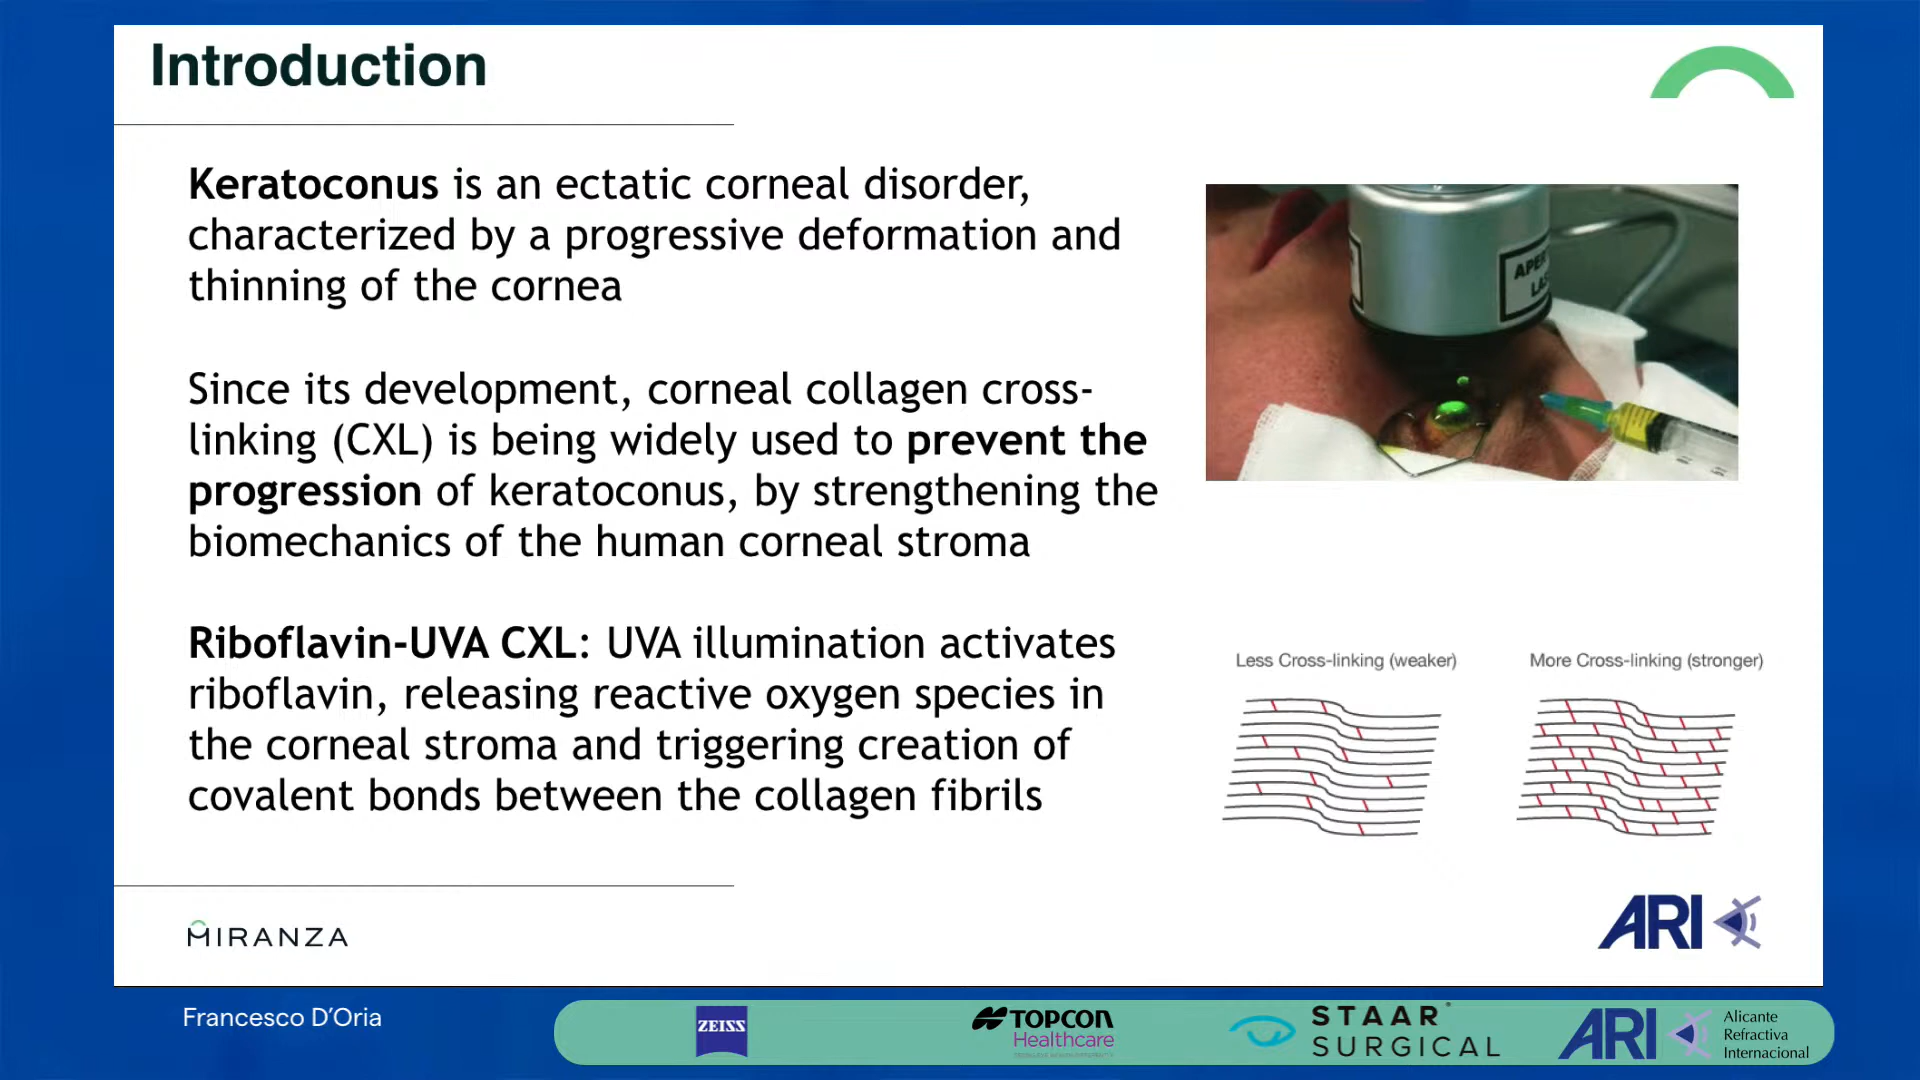 Introduction
Keratoconus is an ectatic corneal disorder,
characterized by a progressive deformation and
thinning of the cornea
Since its development, corneal collagen cross-
linking (CXL) is being widely used to prevent the
progression of keratoconus, by strengthening the
biomechanics of the human corneal stroma
Riboflavin-UVA CXL: UVA illumination activates
riboflavin, releasing reactive oxygen species in
the corneal stroma and triggering creation of
covalent bonds between the collagen fibrils
Less Cross-linking (weaker)
More Cross-linking (stronger)
MIRANZA
ARI
Francesco D’Oria
ZEISS
TOPCON
Healthcare
STAAR
SURGICAL
ARI
Alicante
Refractiva
Internacional